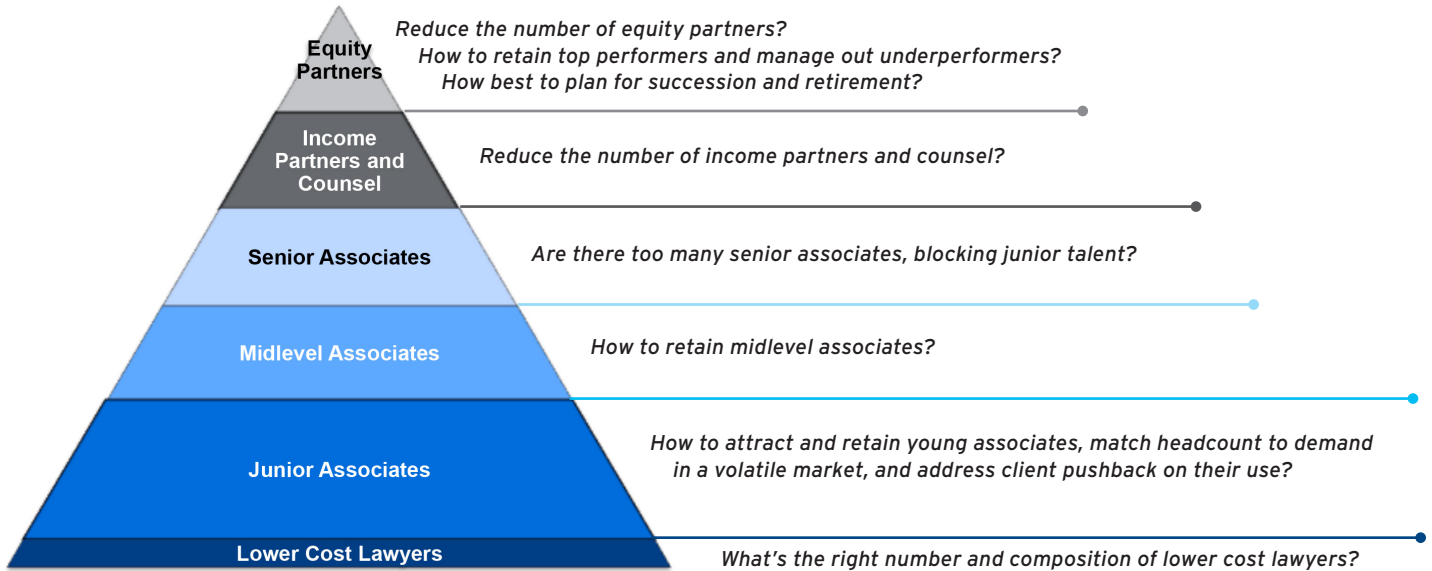 Equity
Partners
Reduce the number of equity partners?
How to retain top performers and manage out underperformers?
How best to plan for succession and retirement?
Income
Partners and
Counsel
Reduce the number of income partners and counsel?
Senior Associates
Are there too many senior associates, blocking junior talent?
Midlevel Associates
How to retain midlevel associates?
Junior Associates
How to attract and retain young associates, match headcount to demand
in a volatile market, and address client pushback on their use?
Lower Cost Lawyers
What's the right number and composition of lower cost lawyers?